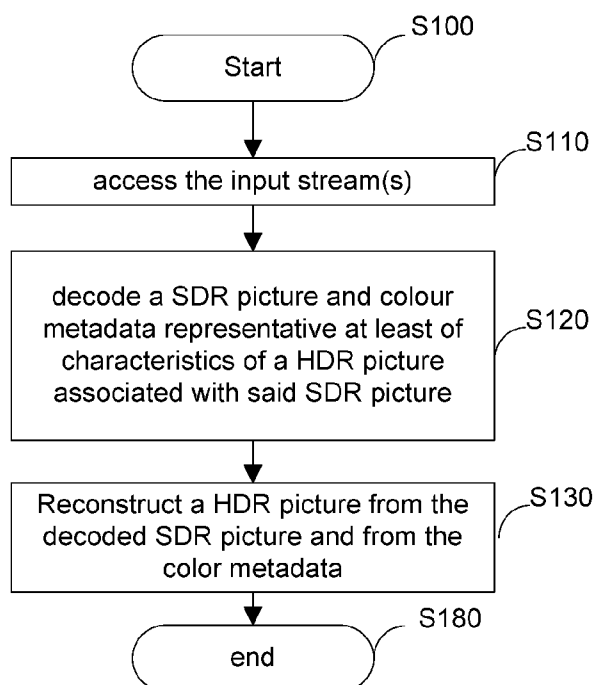 S100
Start
S110
access the input stream(s)
decode a SDR picture and colour
metadata representative at least of
characteristics of a HDR picture
associated with said SDR picture
S120
Reconstruct a HDR picture from the
decoded SDR picture and from the
color metadata
S130
S180
end